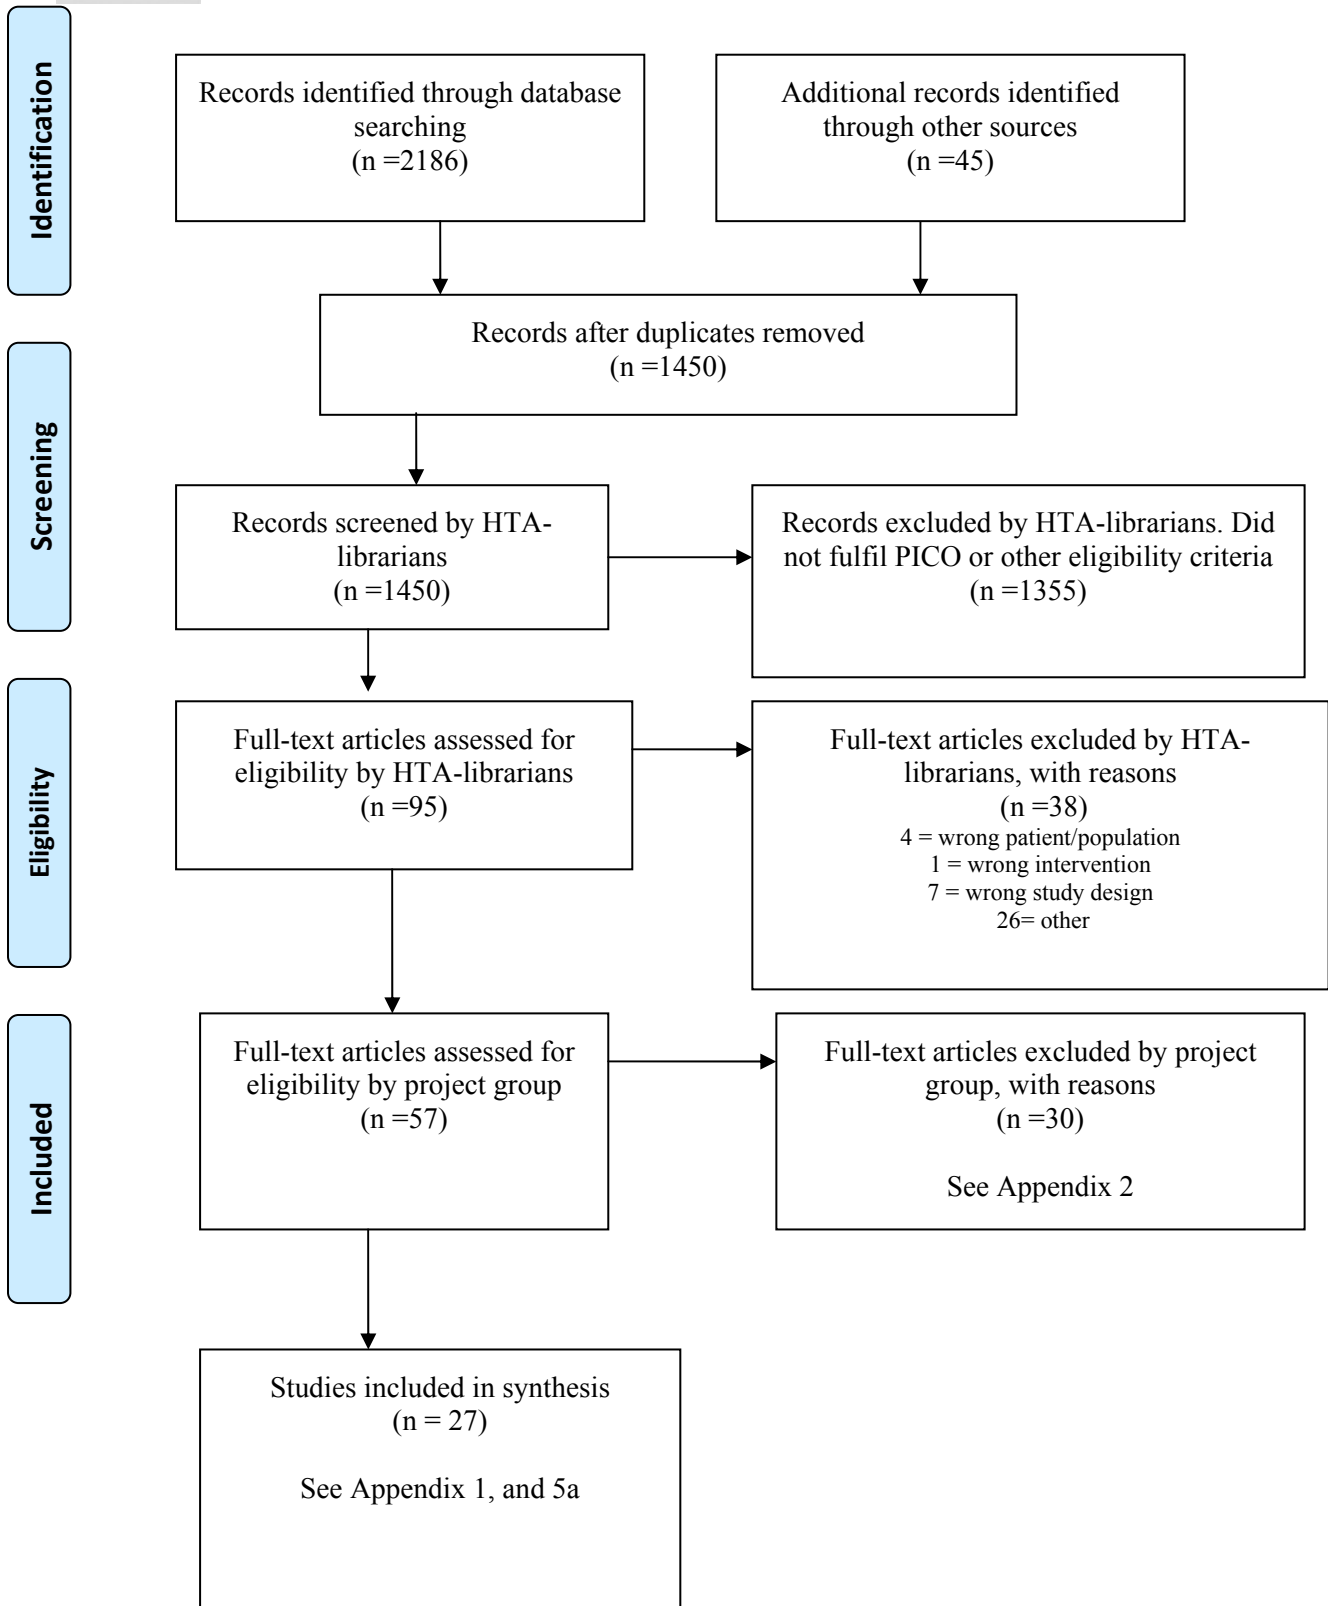 Identification
Records identified through database
searching
(n =2186)
Additional records identified
through other sources
(n =45)
Records after duplicates removed
(n =1450)
Screening
Records screened by HTA-
librarians
(n =1450)
Records excluded by HTA-librarians. Did
not fulfil PICO or other eligibility criteria
(n =1355)
Eligibility
Full-text articles assessed for
eligibility by HTA-librarians
(n =95)
Full-text articles excluded by HTA-
librarians, with reasons
(n =38)
4 = wrong patient/population
1 = wrong intervention
7 = wrong study design
26= other
Included
Full-text articles assessed for
eligibility by project group
(n =57)
Full-text articles excluded by project
group, with reasons
(n =30)
See Appendix 2
Studies included in synthesis
(n = 27)
See Appendix 1, and 5a